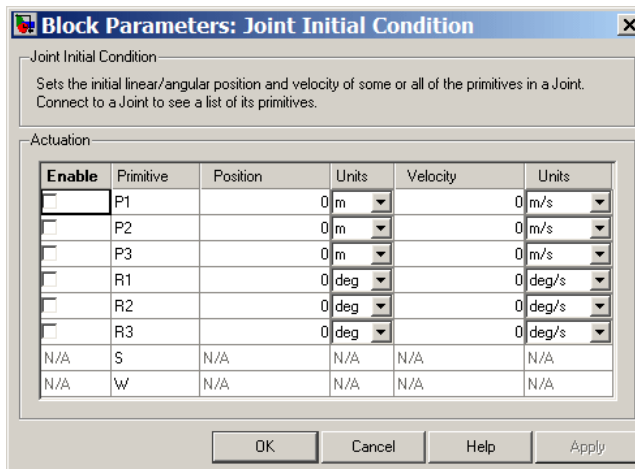 Block Parameters: Joint Initial Condition
Joint Initial Condition
Sets the initial linear/angular position and velocity of some or all of the primitives in a Joint.
Connect to a Joint to see a list of its primitives.
Actuation
Enable Primitive Position Units Velocity Units
P1 0 m 0 m/s
P2 0 m 0 m/s
P3 0 m 0 m/s
R1 0 deg 0 deg/s
R2 0 deg 0 deg/s
R3 0 deg 0 deg/s
N/A S N/A N/A N/A N/A
N/A W N/A N/A N/A N/A
OK Cancel Help Apply